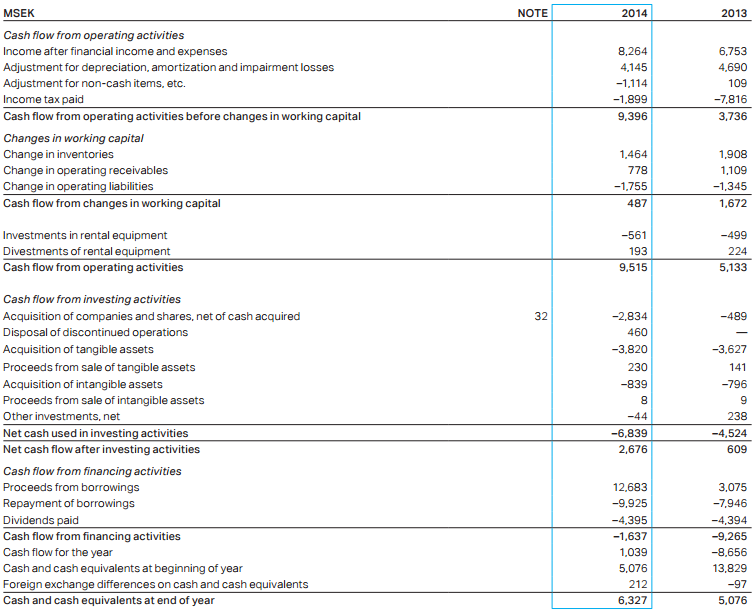 MSEK NOTE 2014 2013
Cash flow from operating activities
Income after financial income and expenses 8,264 6,753
Adjustment for depreciation, amortization and impairment losses 4,145 4,690
Adjustment for non-cash items, etc. –1,114 109
Income tax paid –1,899 –7,816
Cash flow from operating activities before changes in working capital 9,396 3,736
Changes in working capital
Change in inventories 1,464 1,908
Change in operating receivables 778 1,109
Change in operating liabilities –1,755 –1,345
Cash flow from changes in working capital 487 1,672
Investments in rental equipment –561 –499
Divestments of rental equipment 193 224
Cash flow from operating activities 9,515 5,133
Cash flow from investing activities
Acquisition of companies and shares, net of cash acquired 32 –2,834 –489
Disposal of discontinued operations 460 —
Acquisition of tangible assets –3,820 –3,627
Proceeds from sale of tangible assets 230 141
Acquisition of intangible assets –839 –796
Proceeds from sale of intangible assets 8 9
Other investments, net –44 238
Net cash used in investing activities –6,839 –4,524
Net cash flow after investing activities 2,676 609
Cash flow from financing activities
Proceeds from borrowings 12,683 3,075
Repayment of borrowings –9,925 –7,946
Dividends paid –4,395 –4,394
Cash flow from financing activities –1,637 –9,265
Cash flow for the year 1,039 –8,656
Cash and cash equivalents at beginning of year 5,076 13,829
Foreign exchange differences on cash and cash equivalents 212 –97
Cash and cash equivalents at end of year 6,327 5,076